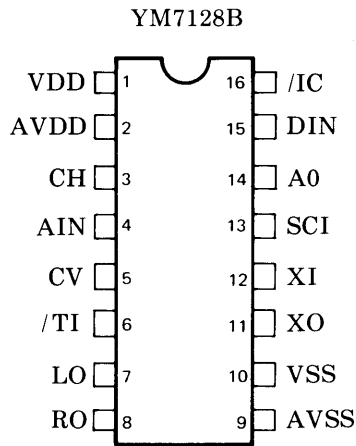 YM7128B
VDD 1 16 /IC
AVDD 2 15 DIN
CH 3 14 A0
AIN 4 13 SCI
CV 5 12 XI
/TI 6 11 XO
LO 7 10 VSS
RO 8 9 AVSS